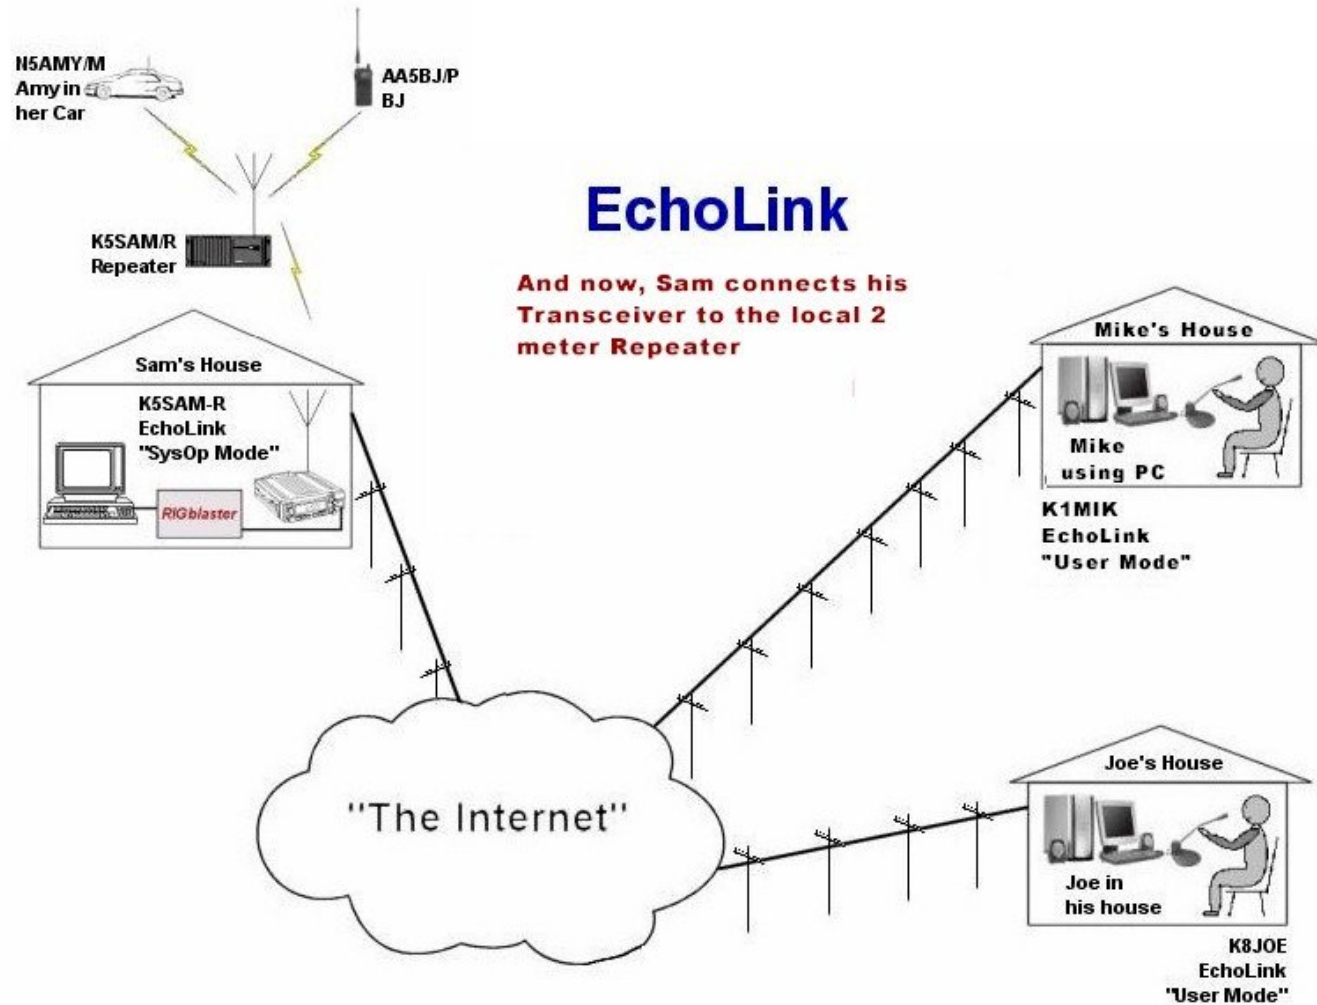 N5AMY/M
Amy in
her Car
AA5BJ/P
BJ
K5SAM/R
Repeater
EchoLink
And now, Sam connects his
Transceiver to the local 2
meter Repeater
Sam's House
K5SAM-R
EchoLink
"SysOp Mode"
RIGblaster
Mike's House
Mike
using PC
K1MIK
EchoLink
"User Mode"
"The Internet"
Joe's House
Joe in
his house
K8JOE
EchoLink
"User Mode"